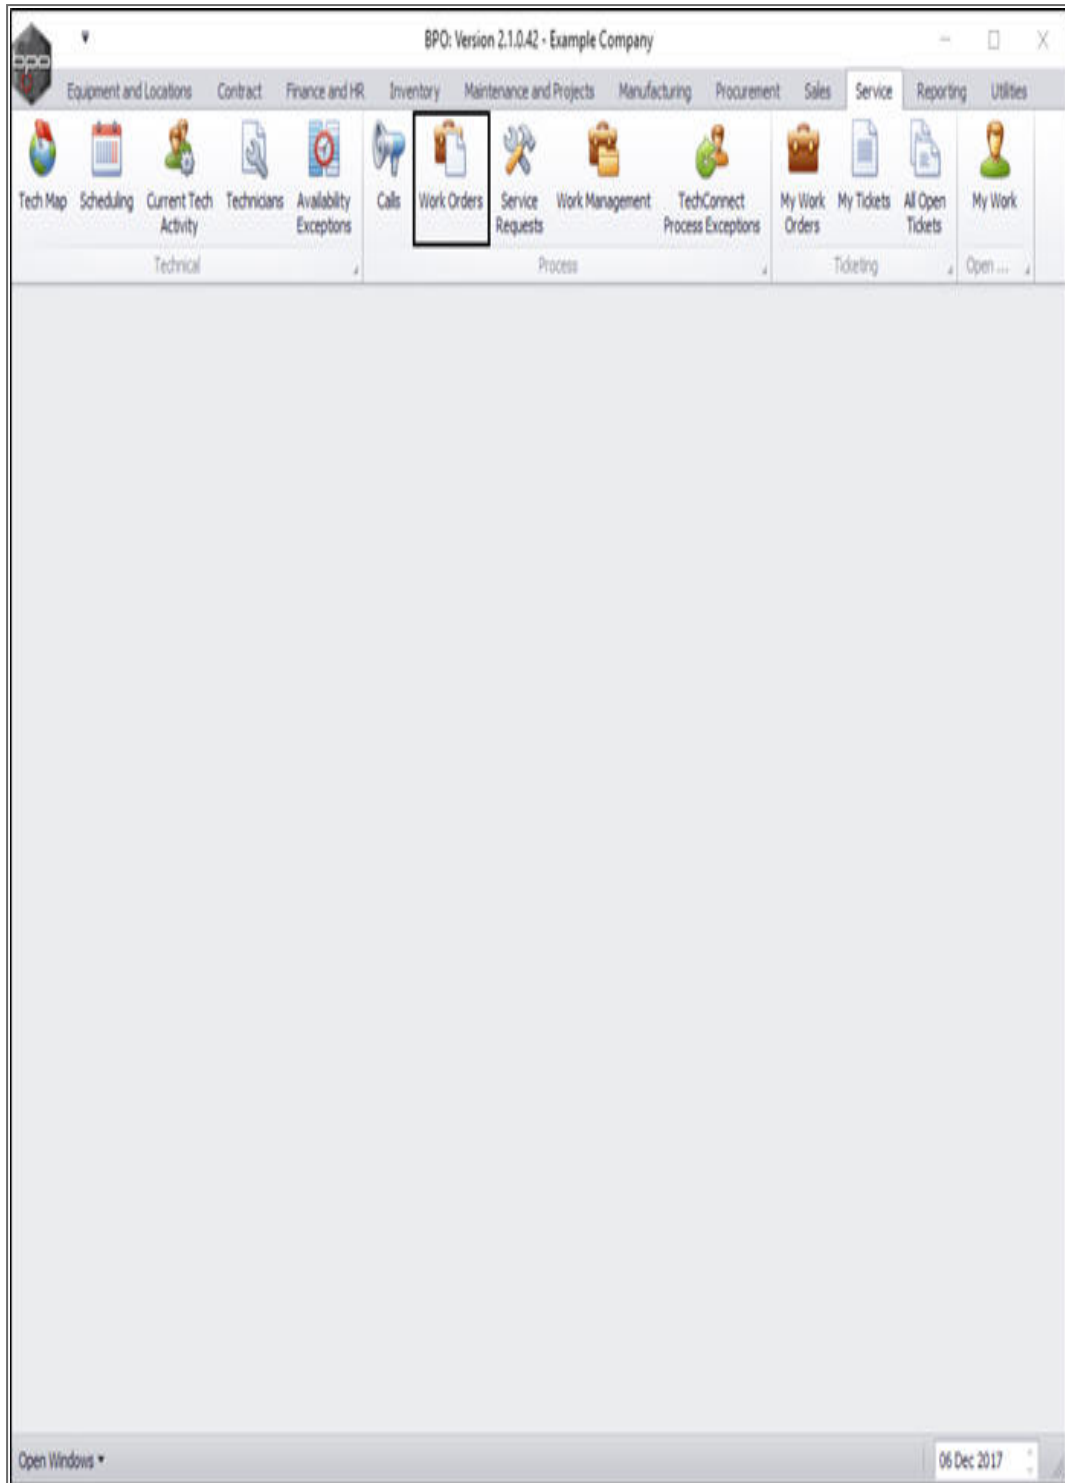 BPO: Version 2.1.0.42 - Example Company
bpo
Equipment and Locations Contract Finance and HR Inventory Maintenance and Projects Manufacturing Procurement Sales Service Reporting Utilities
Tech Map Scheduling Current Tech Technicians Availability Calls Work Orders Service Work Management TechConnect My Work My Tickets All Open My Work
Activity Exceptions Requests Process Exceptions Orders Tickets
Technical Process Ticketing Open ...
Open Windows 06 Dec 2017